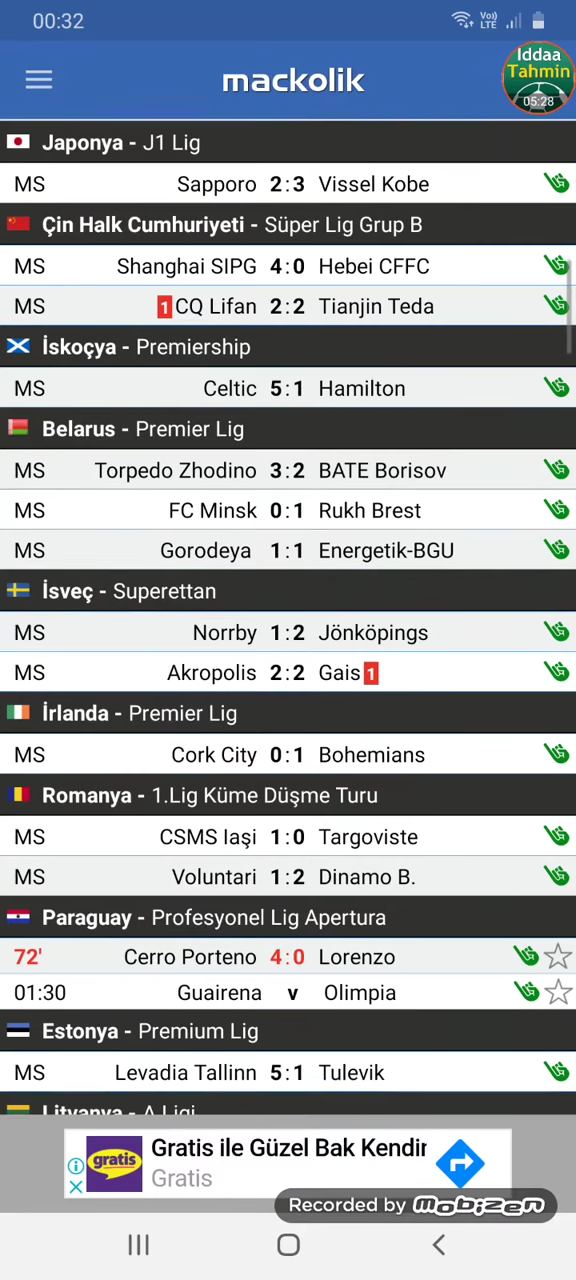 00:32
Vo))
LTE
mackolik
Iddaa
Tahmin
05:28
Japonya - J1 Lig
MS Sapporo 2:3 Vissel Kobe
Çin Halk Cumhuriyeti - Süper Lig Grup B
MS Shanghai SIPG 4:0 Hebei CFFC
MS 1 CQ Lifan 2:2 Tianjin Teda
İskoçya - Premiership
MS Celtic 5:1 Hamilton
Belarus - Premier Lig
MS Torpedo Zhodino 3:2 BATE Borisov
MS FC Minsk 0:1 Rukh Brest
MS Gorodeya 1:1 Energetik-BGU
İsveç - Superettan
MS Norrby 1:2 Jönköpings
MS Akropolis 2:2 Gais 1
İrlanda - Premier Lig
MS Cork City 0:1 Bohemians
Romanya - 1.Lig Küme Düşme Turu
MS CSMS Iaşi 1:0 Targoviste
MS Voluntari 1:2 Dinamo B.
Paraguay - Profesyonel Lig Apertura
72' Cerro Porteno 4:0 Lorenzo
01:30 Guairena v Olimpia
Estonya - Premium Lig
MS Levadia Tallinn 5:1 Tulevik
Litvanya - A Ligi
gratis
Gratis ile Güzel Bak Kendin
Gratis
Recorded by mobizen